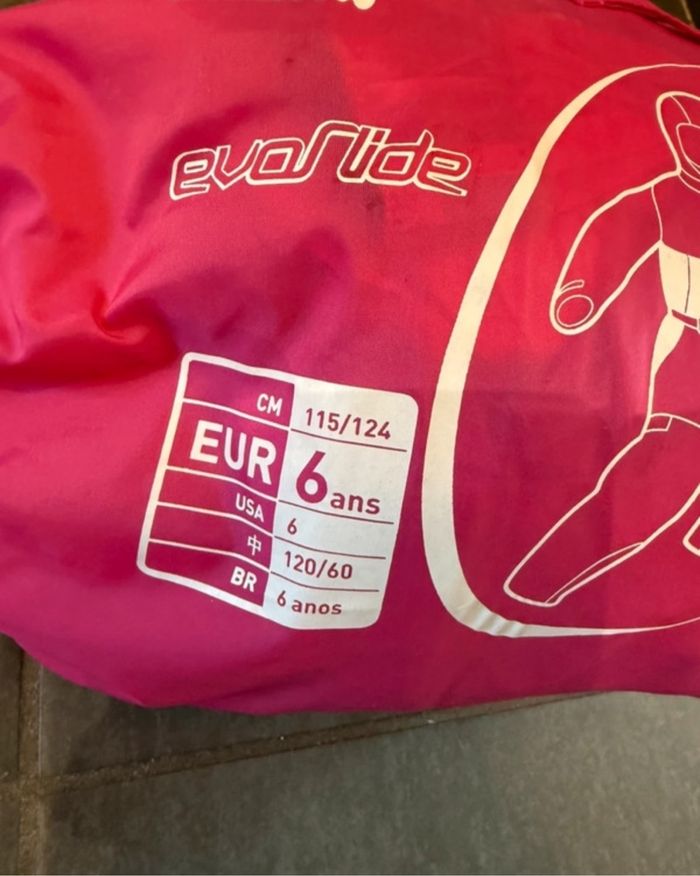 evoslide
CM 115/124
EUR 6 ans
USA 6
中 120/60
BR 6 anos